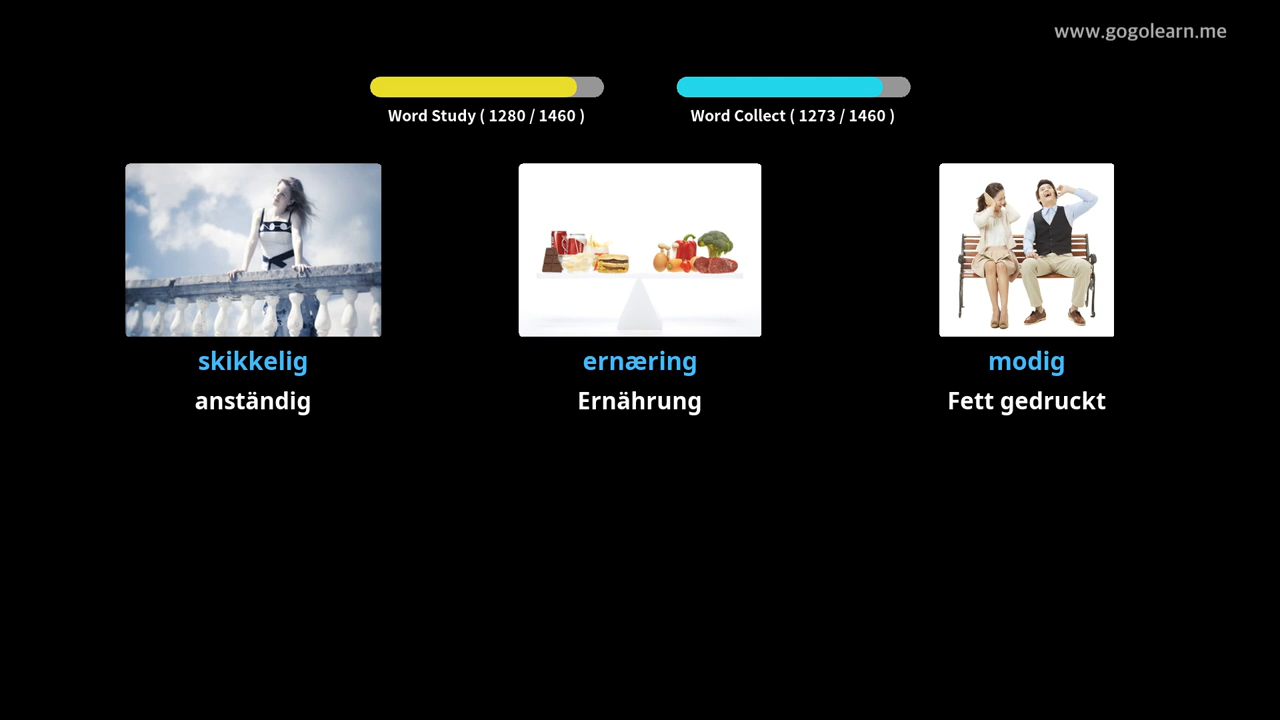 www.gogolearn.me
Word Study ( 1280 / 1460 )
Word Collect ( 1273 / 1460 )
skikkelig
ernæring
modig
anständig
Ernährung
Fett gedruckt